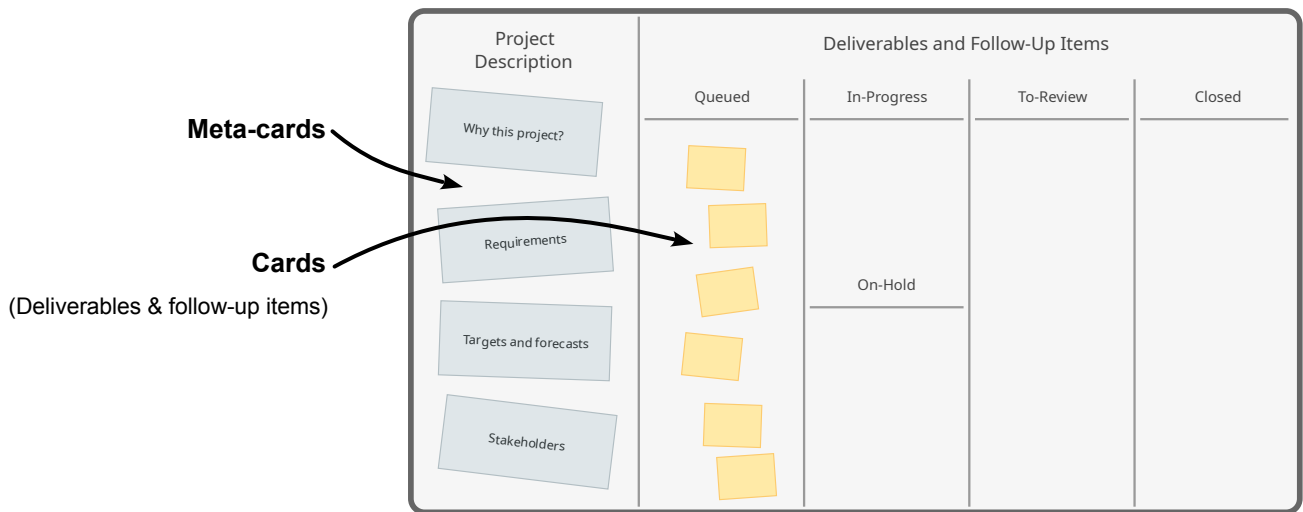 Project
Description
Deliverables and Follow-Up Items
Queued
In-Progress
To-Review
Closed
Meta-cards
Why this project?
Cards
(Deliverables & follow-up items)
Requirements
On-Hold
Targets and forecasts
Stakeholders